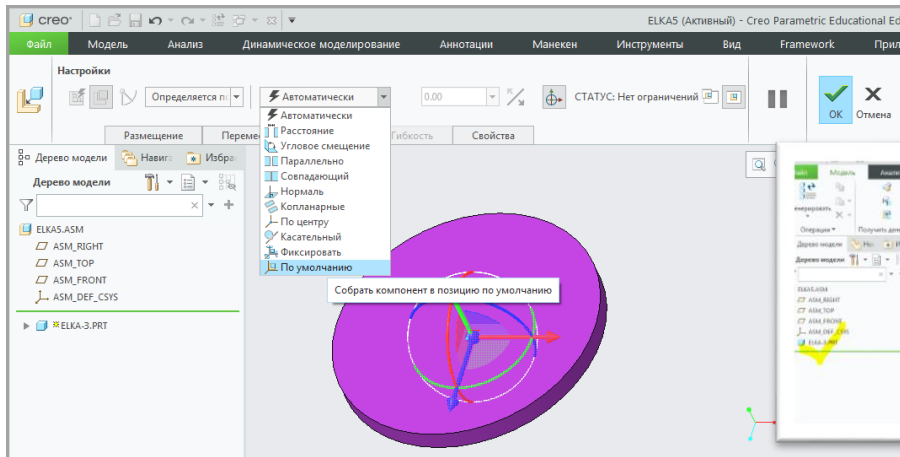 creo®
ELKA5 (Активный) - Creo Parametric Educational Ed
Файл Модель Анализ Динамическое моделирование Аннотации Манекен Инструменты Вид Framework Прил
Настройки
Определяется п Автоматически 0.00 СТАТУС: Нет ограничений OK Отмена
Размещение Переме Гибкость Свойства
Автоматически
Расстояние
Угловое смещение
Параллельно
Совпадающий
Нормаль
Копланарные
По центру
Касательный
Фиксировать
По умолчанию
Собрать компонент в позицию по умолчанию
Дерево модели Навига Избра
Дерево модели
ELKA5.ASM
ASM_RIGHT
ASM_TOP
ASM_FRONT
ASM_DEF_CSYS
ELKA-3.PRT
Модель Анали
Операции Получить дан
Дерево модели
Дерево модели
ELKA5.ASM
ASM_RIGHT
ASM_TOP
ASM_FRONT
ASM_DEF_CSYS
ELKA-3.PRT